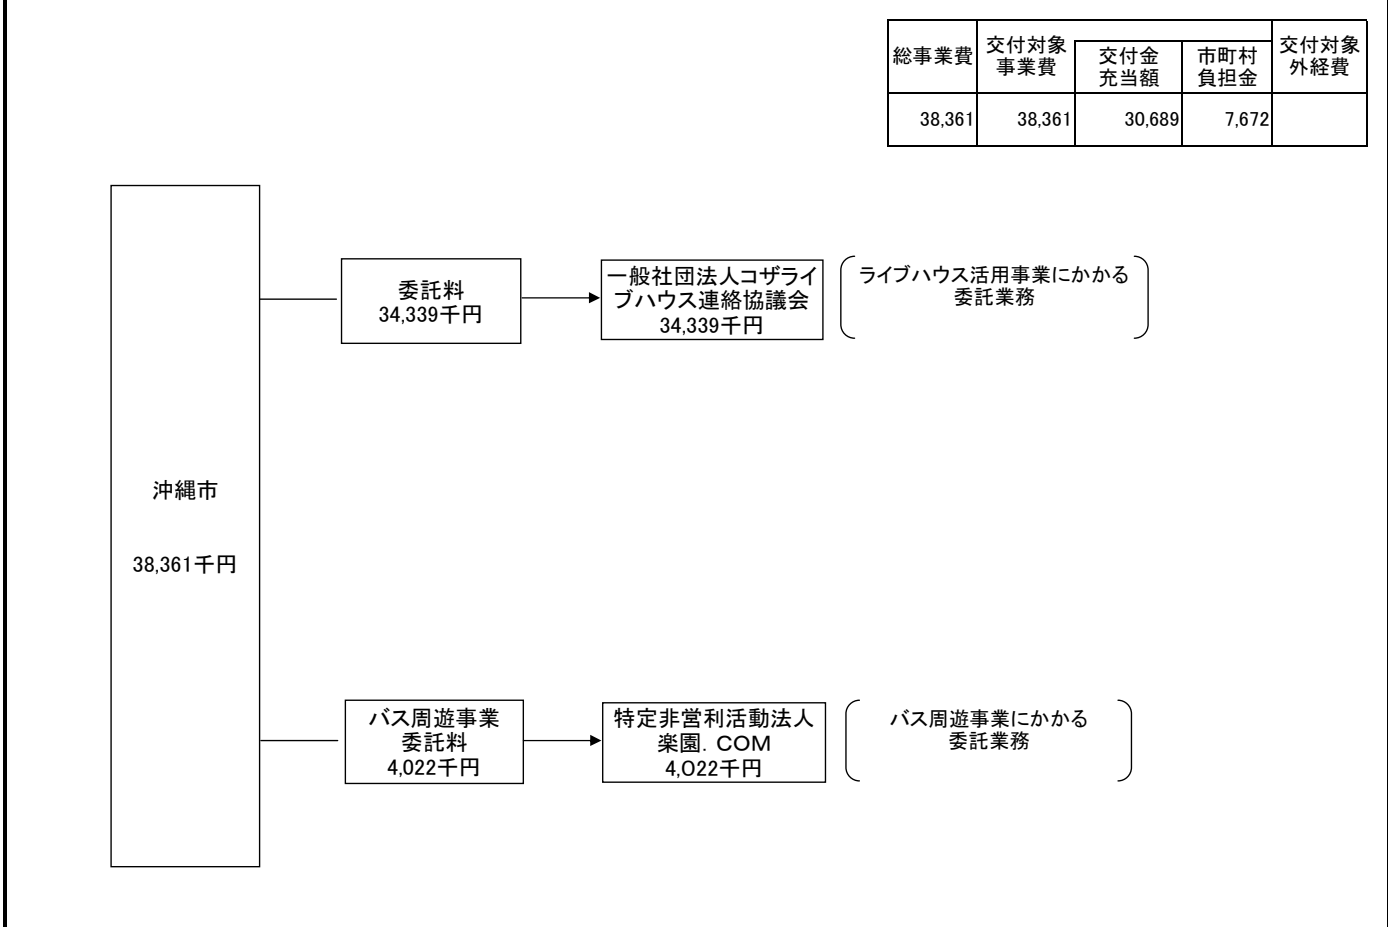 総事業費
交付対象
事業費
交付金
充当額
市町村
負担金
交付対象
外経費
38,361
38,361
30,689
7,672
委託料
34,339千円
一般社団法人コザライ
ブハウス連絡協議会
34,339千円
ライブハウス活用事業にかかる
委託業務
沖縄市
38,361千円
バス周遊事業
委託料
4,022千円
特定非営利活動法人
楽園．COM
4,022千円
バス周遊事業にかかる
委託業務